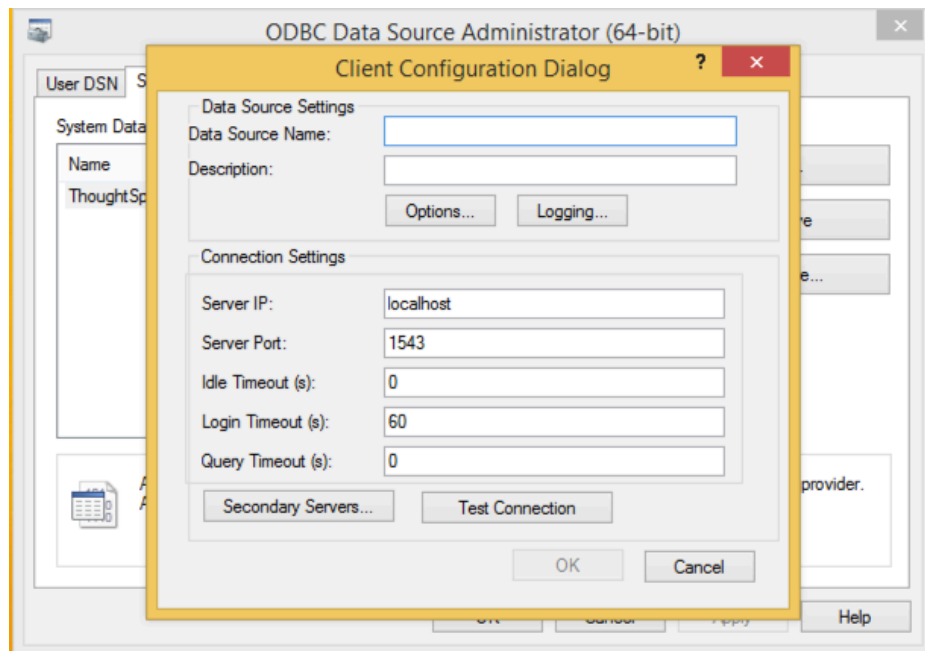 ODBC Data Source Administrator (64-bit)
Client Configuration Dialog
?
User DSN
System Data
Name
ThoughtSp
Data Source Settings
Data Source Name:
Description:
Options...
Logging...
Connection Settings
Server IP:
localhost
Server Port:
1543
Idle Timeout (s):
0
Login Timeout (s):
60
Query Timeout (s):
0
Secondary Servers...
Test Connection
provider.
OK
Cancel
Help